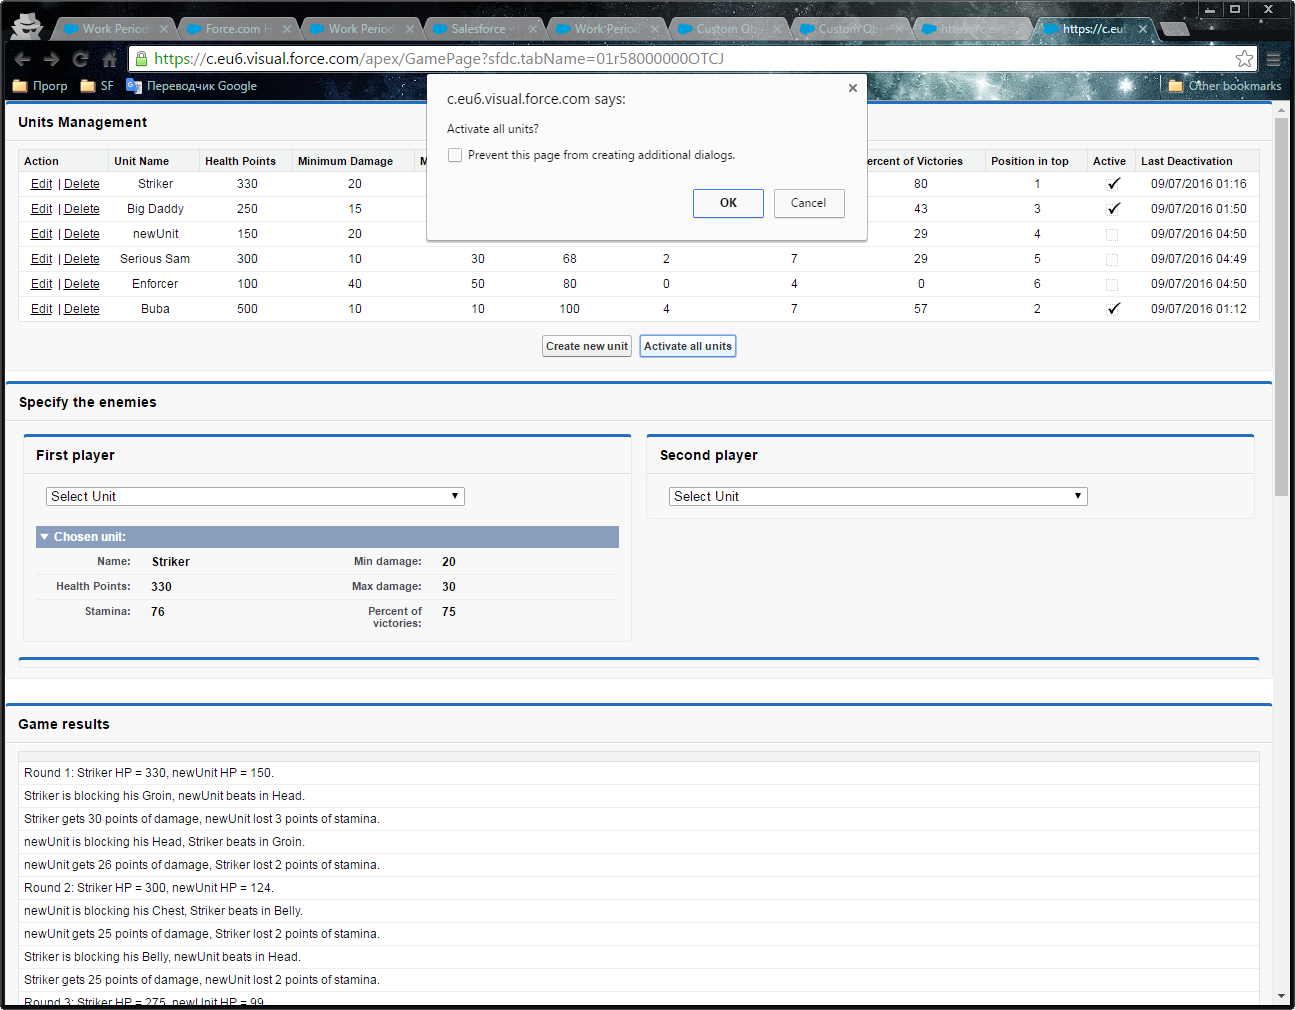 Work Period
Force.com H
Work Period
Salesforce -
Work Period
Custom Obj
Custom Obj
https://c.eu6
https://c.eu6.visual.force.com/apex/GamePage?sfdc.tabName=01r58000000OTCJ
Прогр SF Переводчик Google Other bookmarks
c.eu6.visual.force.com says:
Activate all units?
Prevent this page from creating additional dialogs.
OK Cancel
Units Management
Action Unit Name Health Points Minimum Damage M ercent of Victories Position in top Active Last Deactivation
Edit | Delete Striker 330 20 80 1 09/07/2016 01:16
Edit | Delete Big Daddy 250 15 43 3 09/07/2016 01:50
Edit | Delete newUnit 150 20 29 4 09/07/2016 04:50
Edit | Delete Serious Sam 300 10 30 68 2 7 29 5 09/07/2016 04:49
Edit | Delete Enforcer 100 40 50 80 0 4 0 6 09/07/2016 04:50
Edit | Delete Buba 500 10 10 100 4 7 57 2 09/07/2016 01:12
Create new unit Activate all units
Specify the enemies
First player
Select Unit
Chosen unit:
Name: Striker Min damage: 20
Health Points: 330 Max damage: 30
Stamina: 76 Percent of victories: 75
Second player
Select Unit
Game results
Round 1: Striker HP = 330, newUnit HP = 150.
Striker is blocking his Groin, newUnit beats in Head.
Striker gets 30 points of damage, newUnit lost 3 points of stamina.
newUnit is blocking his Head, Striker beats in Groin.
newUnit gets 26 points of damage, Striker lost 2 points of stamina.
Round 2: Striker HP = 300, newUnit HP = 124.
newUnit is blocking his Chest, Striker beats in Belly.
newUnit gets 25 points of damage, Striker lost 2 points of stamina.
Striker is blocking his Belly, newUnit beats in Head.
Striker gets 25 points of damage, newUnit lost 2 points of stamina.
Round 3: Striker HP = 275, newUnit HP = 99.